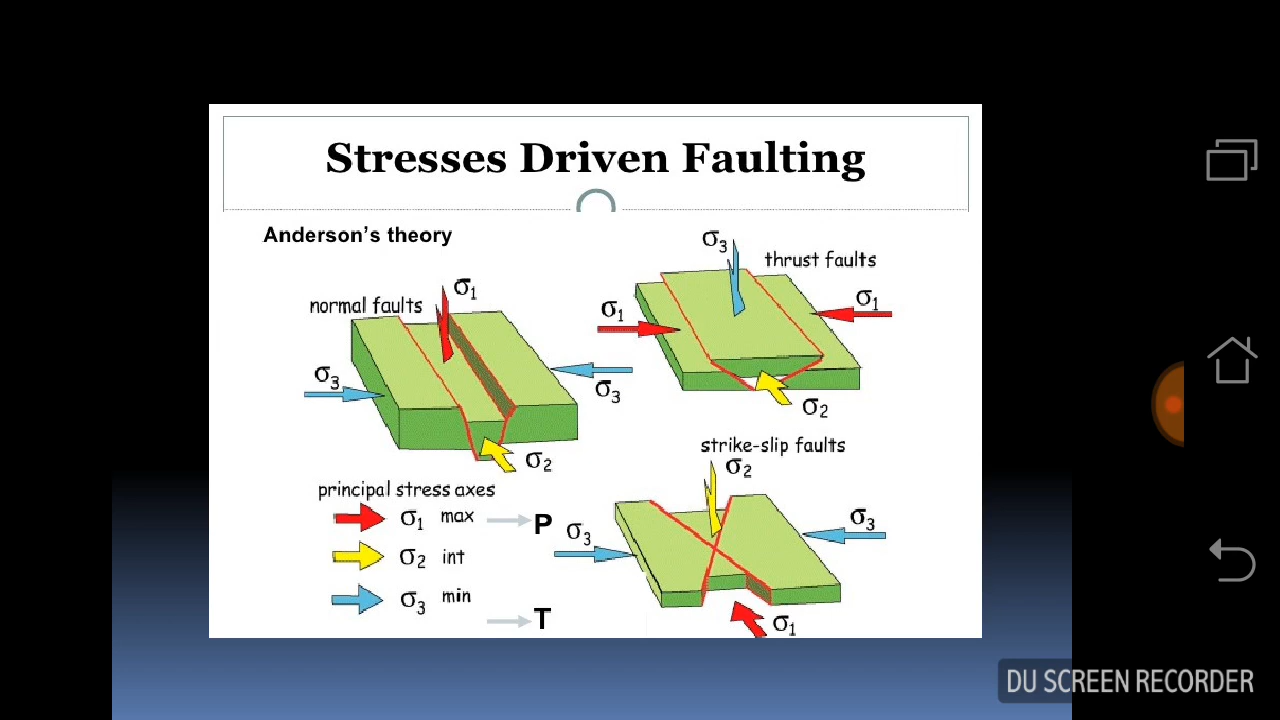 Stresses Driven Faulting
Anderson's theory
σ3
thrust faults
σ1
normal faults
σ1
σ1
σ3
σ3
σ2
σ2
strike-slip faults
σ2
principal stress axes
σ1 max P
σ3
σ3
σ2 int
σ3 min
T
σ1
DU SCREEN RECORDER